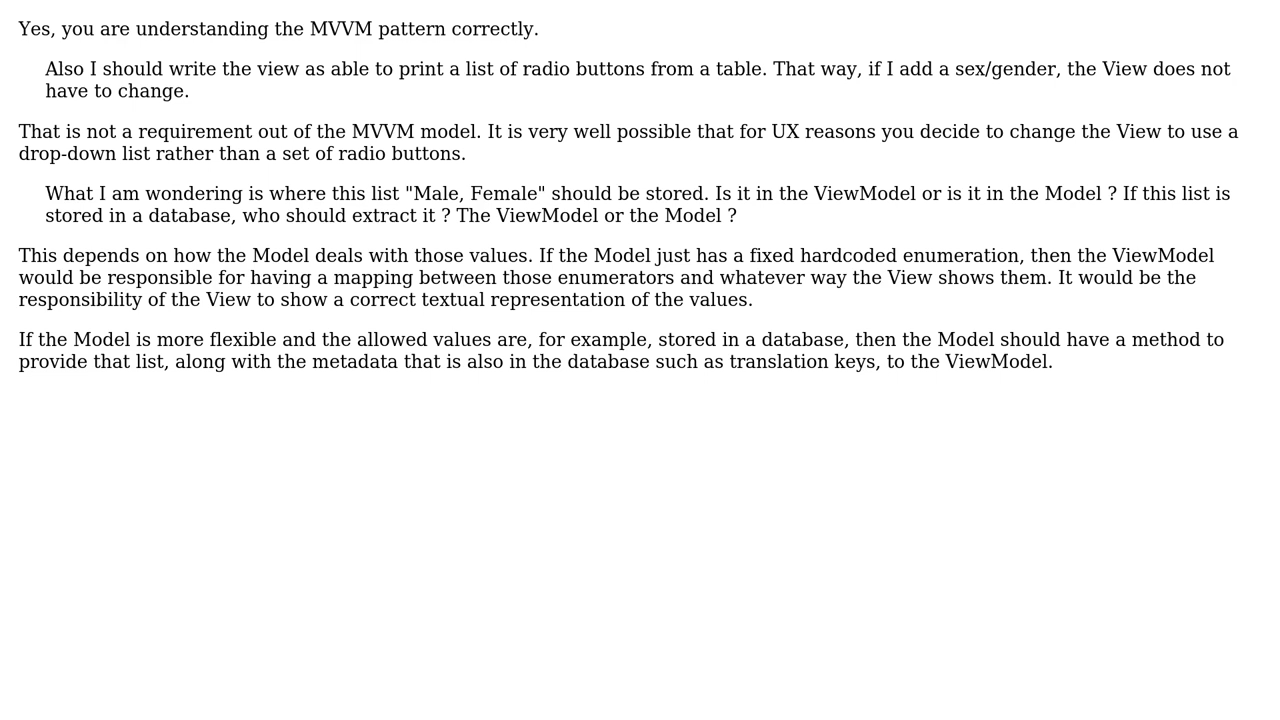 Yes, you are understanding the MVVM pattern correctly.
Also I should write the view as able to print a list of radio buttons from a table. That way, if I add a sex/gender, the View does not
have to change.
That is not a requirement out of the MVVM model. It is very well possible that for UX reasons you decide to change the View to use a
drop-down list rather than a set of radio buttons.
What I am wondering is where this list "Male, Female" should be stored. Is it in the ViewModel or is it in the Model ? If this list is
stored in a database, who should extract it ? The ViewModel or the Model ?
This depends on how the Model deals with those values. If the Model just has a fixed hardcoded enumeration, then the ViewModel
would be responsible for having a mapping between those enumerators and whatever way the View shows them. It would be the
responsibility of the View to show a correct textual representation of the values.
If the Model is more flexible and the allowed values are, for example, stored in a database, then the Model should have a method to
provide that list, along with the metadata that is also in the database such as translation keys, to the ViewModel.